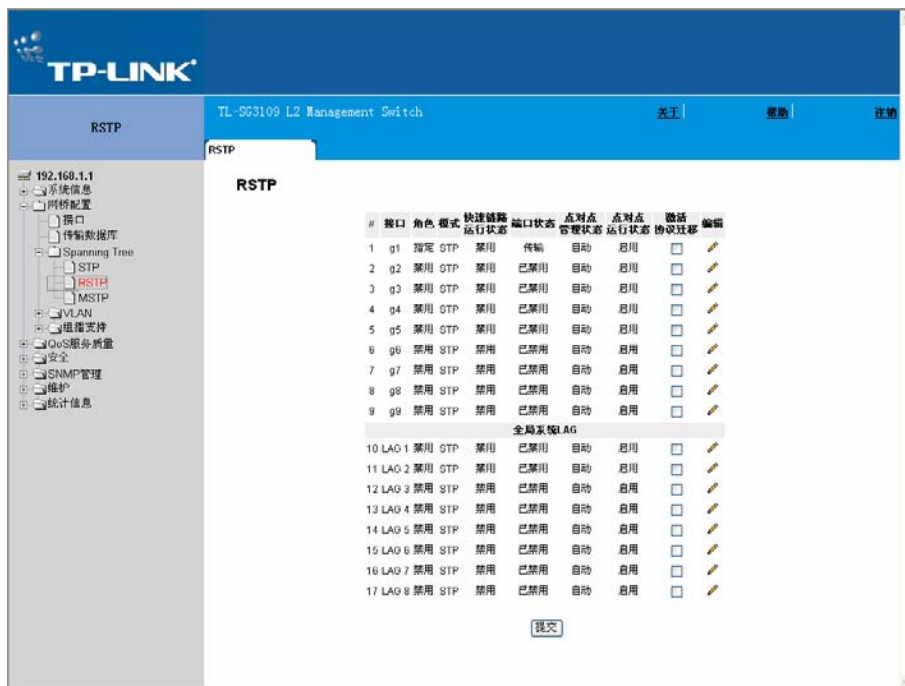 TP-LINK
RSTP
TL-SG3109 L2 Management Switch
关于
帮助
注销
RSTP
192.168.1.1
系统信息
网桥配置
接口
传输数据库
Spanning Tree
STP
RSTP
MSTP
VLAN
组播支持
QoS服务质量
安全
SNMP管理
维护
统计信息
RSTP
# 接口 角色 模式 快速链路运行状态 端口状态 点对点管理状态 点对点运行状态 激活协议迁移 编辑
1 g1 指定 STP 禁用 传输 自动 启用
2 g2 禁用 STP 禁用 已禁用 自动 启用
3 g3 禁用 STP 禁用 已禁用 自动 启用
4 g4 禁用 STP 禁用 已禁用 自动 启用
5 g5 禁用 STP 禁用 已禁用 自动 启用
6 g6 禁用 STP 禁用 已禁用 自动 启用
7 g7 禁用 STP 禁用 已禁用 自动 启用
8 g8 禁用 STP 禁用 已禁用 自动 启用
9 g9 禁用 STP 禁用 已禁用 自动 启用
全局系统LAG
10 LAG 1 禁用 STP 禁用 已禁用 自动 启用
11 LAG 2 禁用 STP 禁用 已禁用 自动 启用
12 LAG 3 禁用 STP 禁用 已禁用 自动 启用
13 LAG 4 禁用 STP 禁用 已禁用 自动 启用
14 LAG 5 禁用 STP 禁用 已禁用 自动 启用
15 LAG 6 禁用 STP 禁用 已禁用 自动 启用
16 LAG 7 禁用 STP 禁用 已禁用 自动 启用
17 LAG 8 禁用 STP 禁用 已禁用 自动 启用
提交